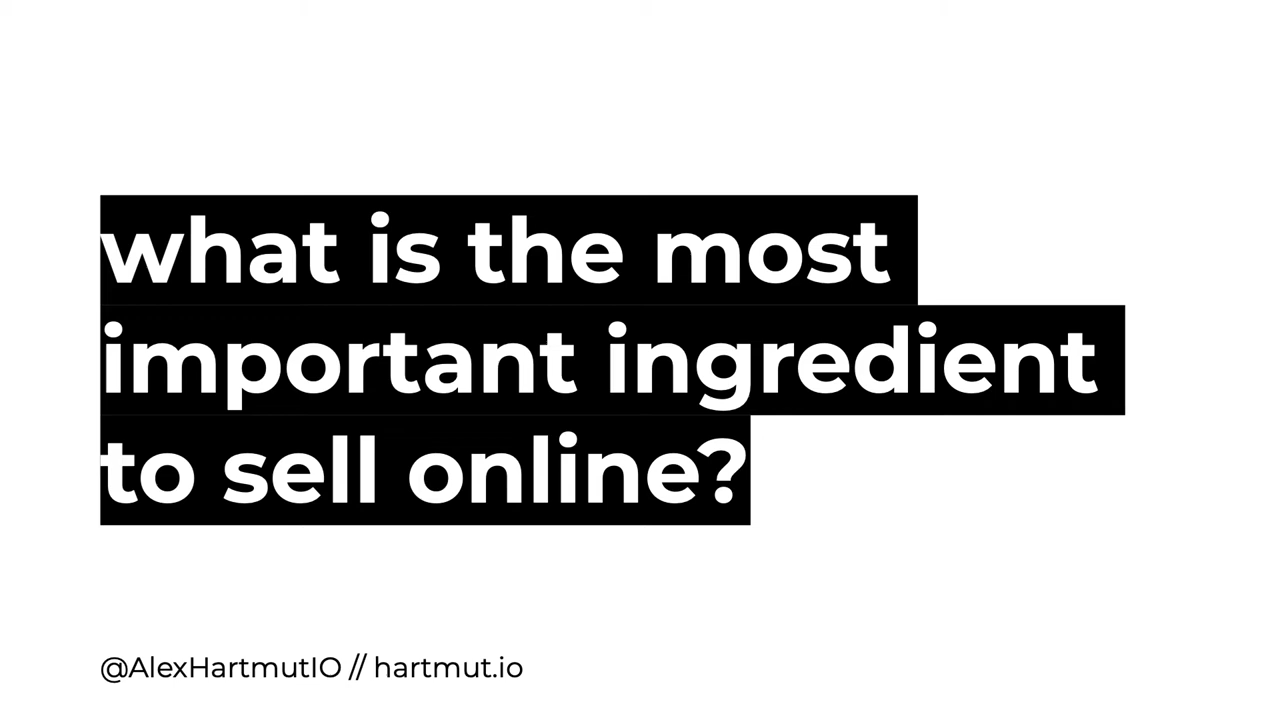 what is the most
important ingredient
to sell online?
@AlexHartmutIO // hartmut.io